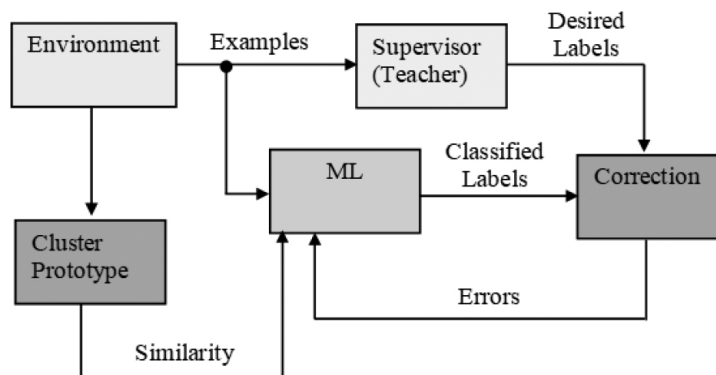 Environment
Examples
Supervisor
(Teacher)
Desired
Labels
ML
Classified
Labels
Correction
Cluster
Prototype
Errors
Similarity